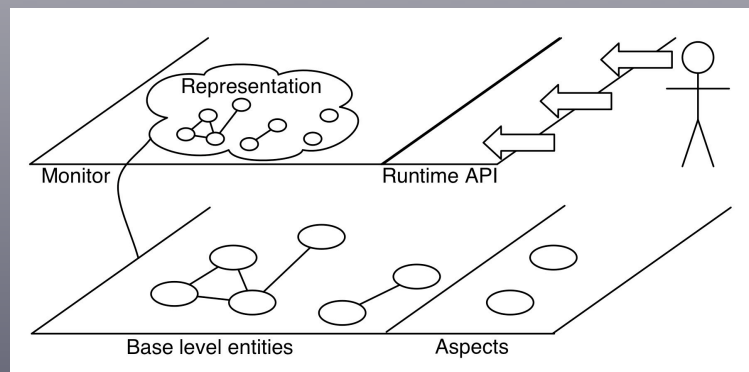 Representation
Monitor
Runtime API
Base level entities
Aspects